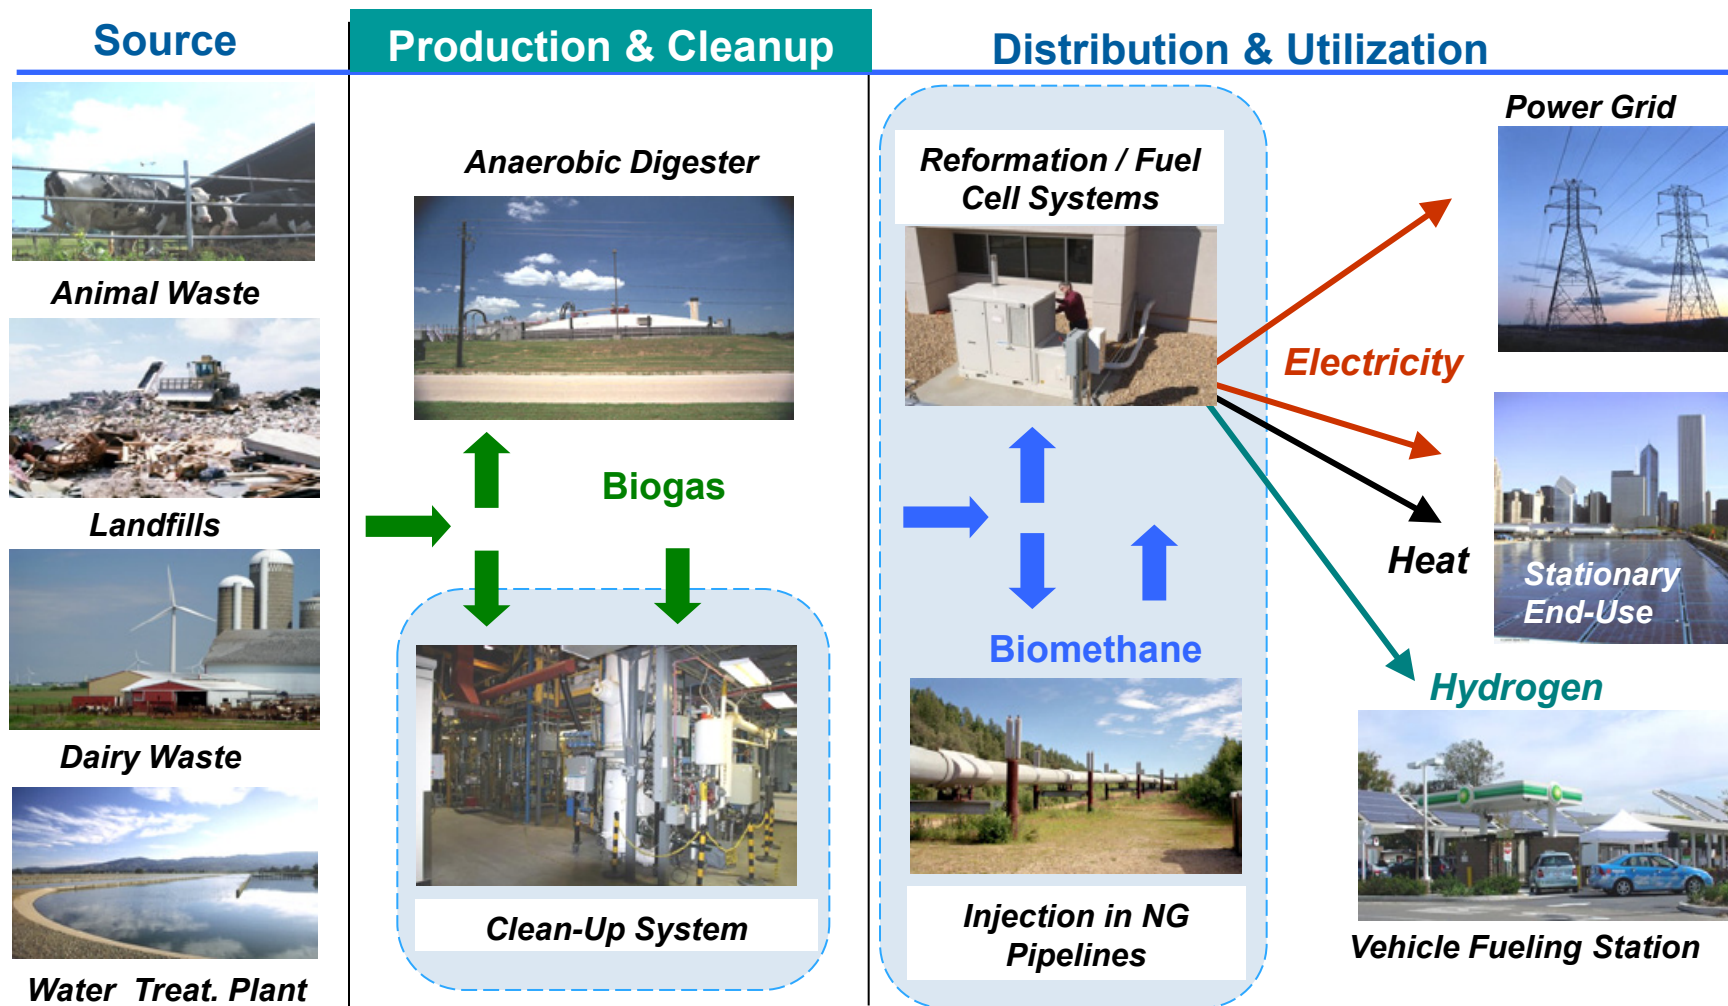 Source
Production & Cleanup
Distribution & Utilization
Animal Waste
Landfills
Dairy Waste
Water Treat. Plant
Anaerobic Digester
Biogas
Clean-Up System
Reformation / Fuel
Cell Systems
Biomethane
Injection in NG
Pipelines
Power Grid
Electricity
Heat
Stationary
End-Use
Hydrogen
Vehicle Fueling Station